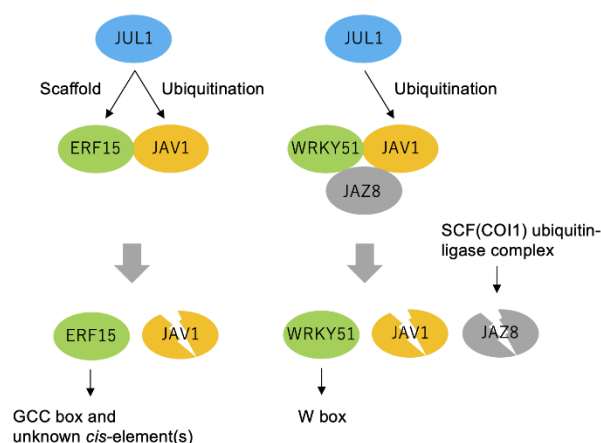 JUL1
Scaffold
Ubiquitination
ERF15
JAV1
ERF15
JAV1
GCC box and
unknown cis-element(s)
JUL1
Ubiquitination
WRKY51
JAV1
JAZ8
SCF(COI1) ubiquitin-
ligase complex
WRKY51
JAV1
JAZ8
W box